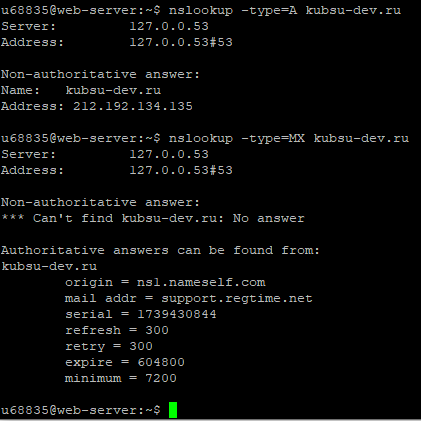 u68835@web-server:~$ nslookup -type=A kubsu-dev.ru
Server:         127.0.0.53
Address:        127.0.0.53#53

Non-authoritative answer:
Name:   kubsu-dev.ru
Address: 212.192.134.135

u68835@web-server:~$ nslookup -type=MX kubsu-dev.ru
Server:         127.0.0.53
Address:        127.0.0.53#53

Non-authoritative answer:
*** Can't find kubsu-dev.ru: No answer

Authoritative answers can be found from:
kubsu-dev.ru
        origin = ns1.nameself.com
        mail addr = support.regtime.net
        serial = 1739430844
        refresh = 300
        retry = 300
        expire = 604800
        minimum = 7200

u68835@web-server:~$